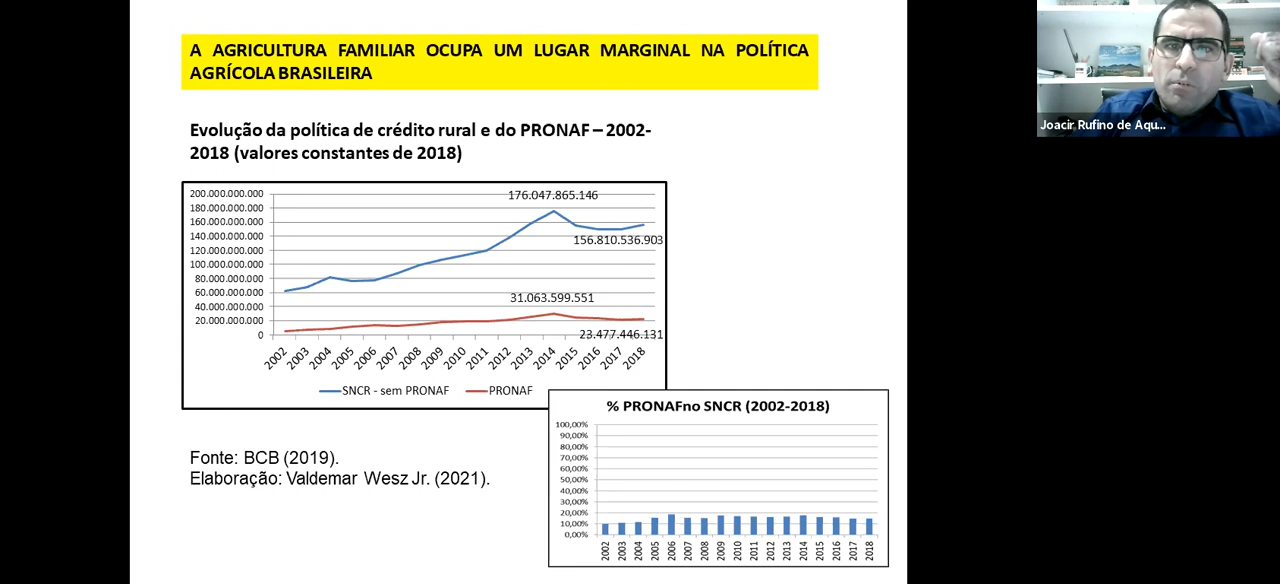 A AGRICULTURA FAMILIAR OCUPA UM LUGAR MARGINAL NA POLÍTICA
AGRÍCOLA BRASILEIRA
Joacir Rufino de Aqu...
Evolução da política de crédito rural e do PRONAF – 2002-
2018 (valores constantes de 2018)
200.000.000.000
180.000.000.000
160.000.000.000
140.000.000.000
120.000.000.000
100.000.000.000
80.000.000.000
60.000.000.000
40.000.000.000
20.000.000.000
0
176.047.865.146
156.810.536.903
31.063.599.551
23.477.446.131
2002 2003 2004 2005 2006 2007 2008 2009 2010 2011 2012 2013 2014 2015 2016 2017 2018
SNCR - sem PRONAF PRONAF
% PRONAFno SNCR (2002-2018)
100,00%
90,00%
80,00%
70,00%
60,00%
50,00%
40,00%
30,00%
20,00%
10,00%
0,00%
2002 2003 2004 2005 2006 2007 2008 2009 2010 2011 2012 2013 2014 2015 2016 2017 2018
Fonte: BCB (2019).
Elaboração: Valdemar Wesz Jr. (2021).